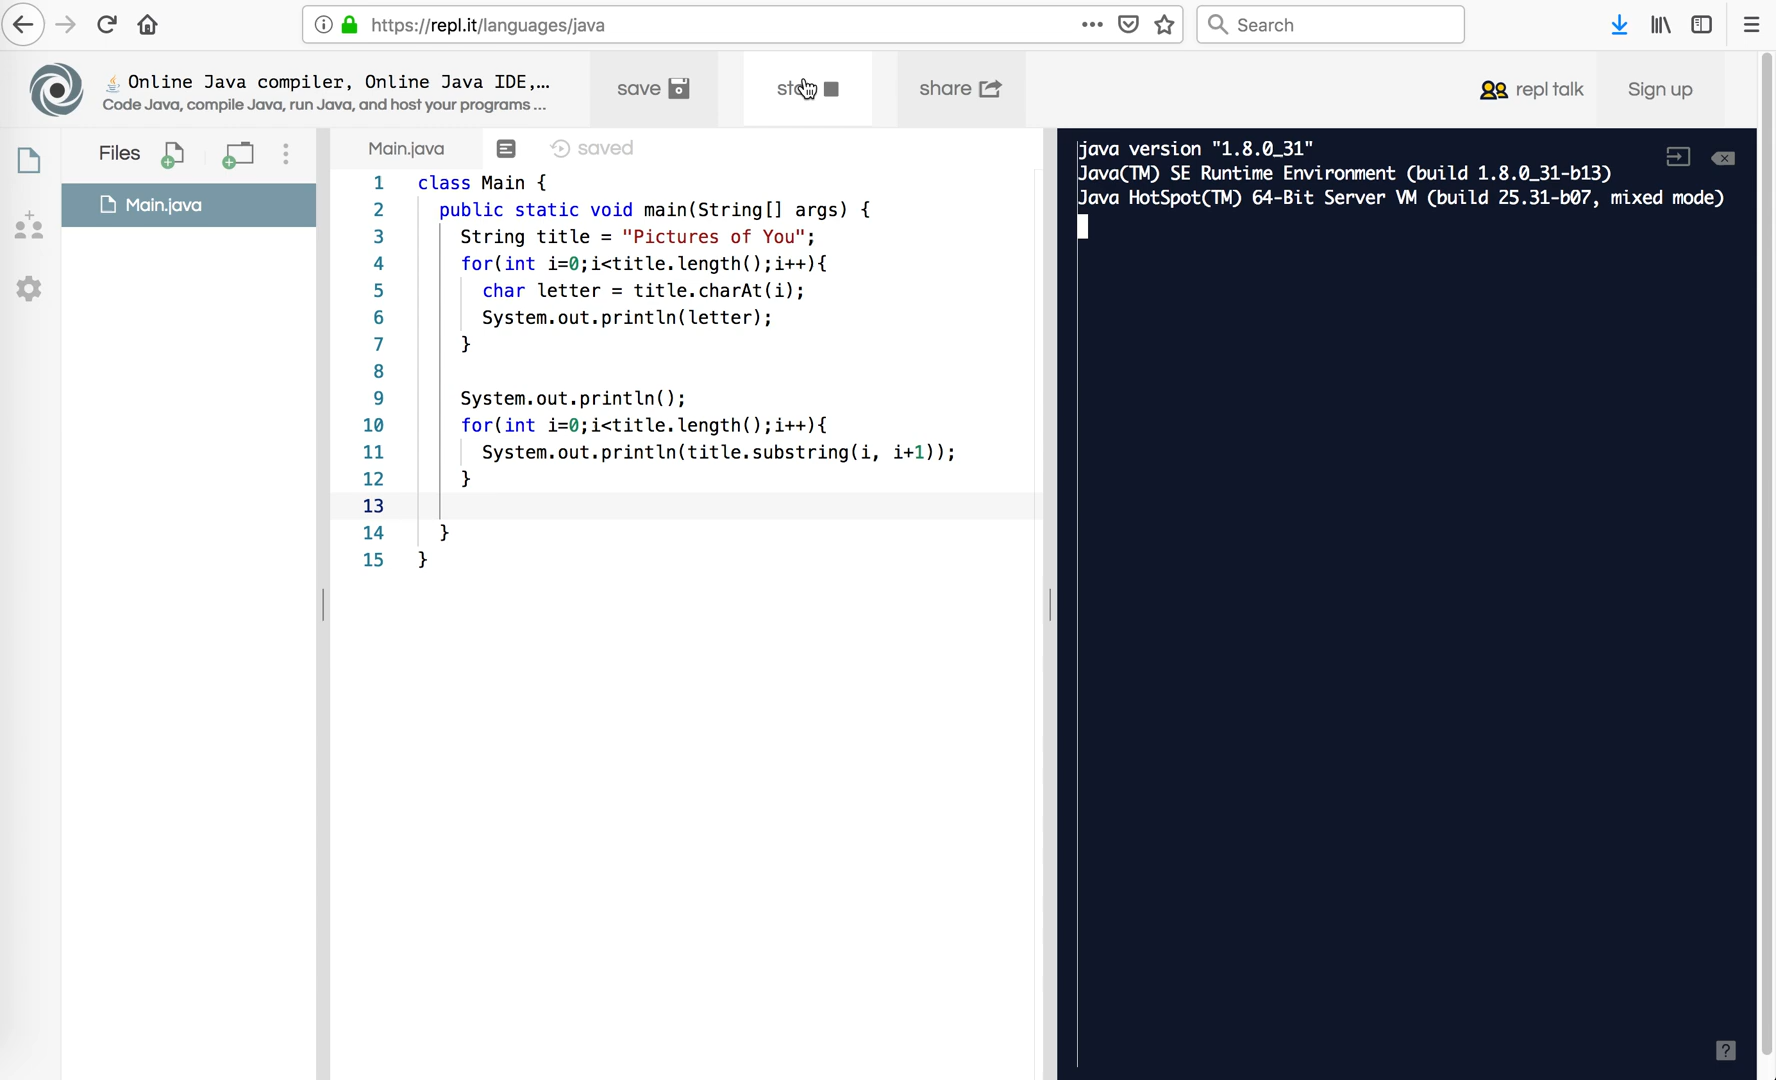 https://repl.it/languages/java
Search
Online Java compiler, Online Java IDE,...
Code Java, compile Java, run Java, and host your programs ...
save
share
repl talk
Sign up
Files
Main.java
Main.java
saved
1 class Main {
2 public static void main(String[] args) {
3 String title = "Pictures of You";
4 for(int i=0;i<title.length();i++){
5 char letter = title.charAt(i);
6 System.out.println(letter);
7 }
8
9 System.out.println();
10 for(int i=0;i<title.length();i++){
11 System.out.println(title.substring(i, i+1));
12 }
13
14 }
15 }
java version "1.8.0_31"
Java(TM) SE Runtime Environment (build 1.8.0_31-b13)
Java HotSpot(TM) 64-Bit Server VM (build 25.31-b07, mixed mode)
?